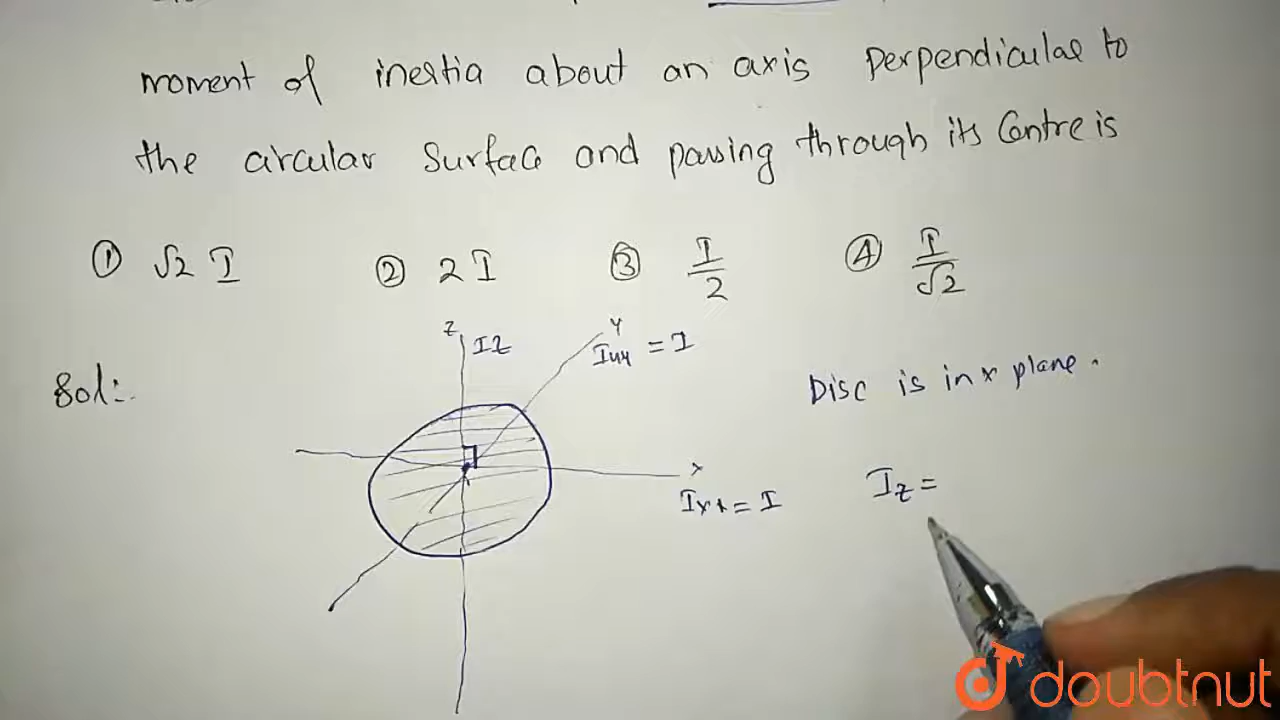 moment of inertia about an axis perpendicular to
the circular Surface and passing through its Centre is
① √2 I ② 2 I ③ I/2 ④ I/√2
Z
IZ
Y
Iyy = I
Sol:-
Disc is in x plane.
X
Ixx = I
Iz =
doubtnut